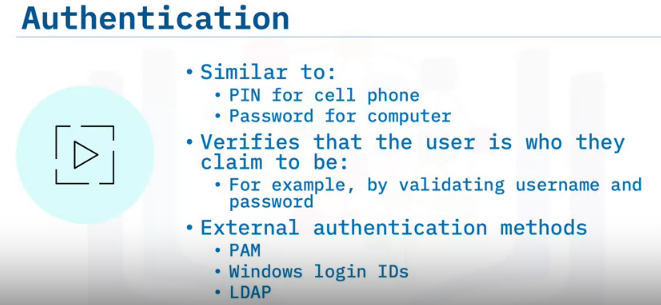 Authentication
• Similar to:
• PIN for cell phone
• Password for computer
• Verifies that the user is who they
claim to be:
• For example, by validating username and
password
• External authentication methods
• PAM
• Windows login IDs
• LDAP